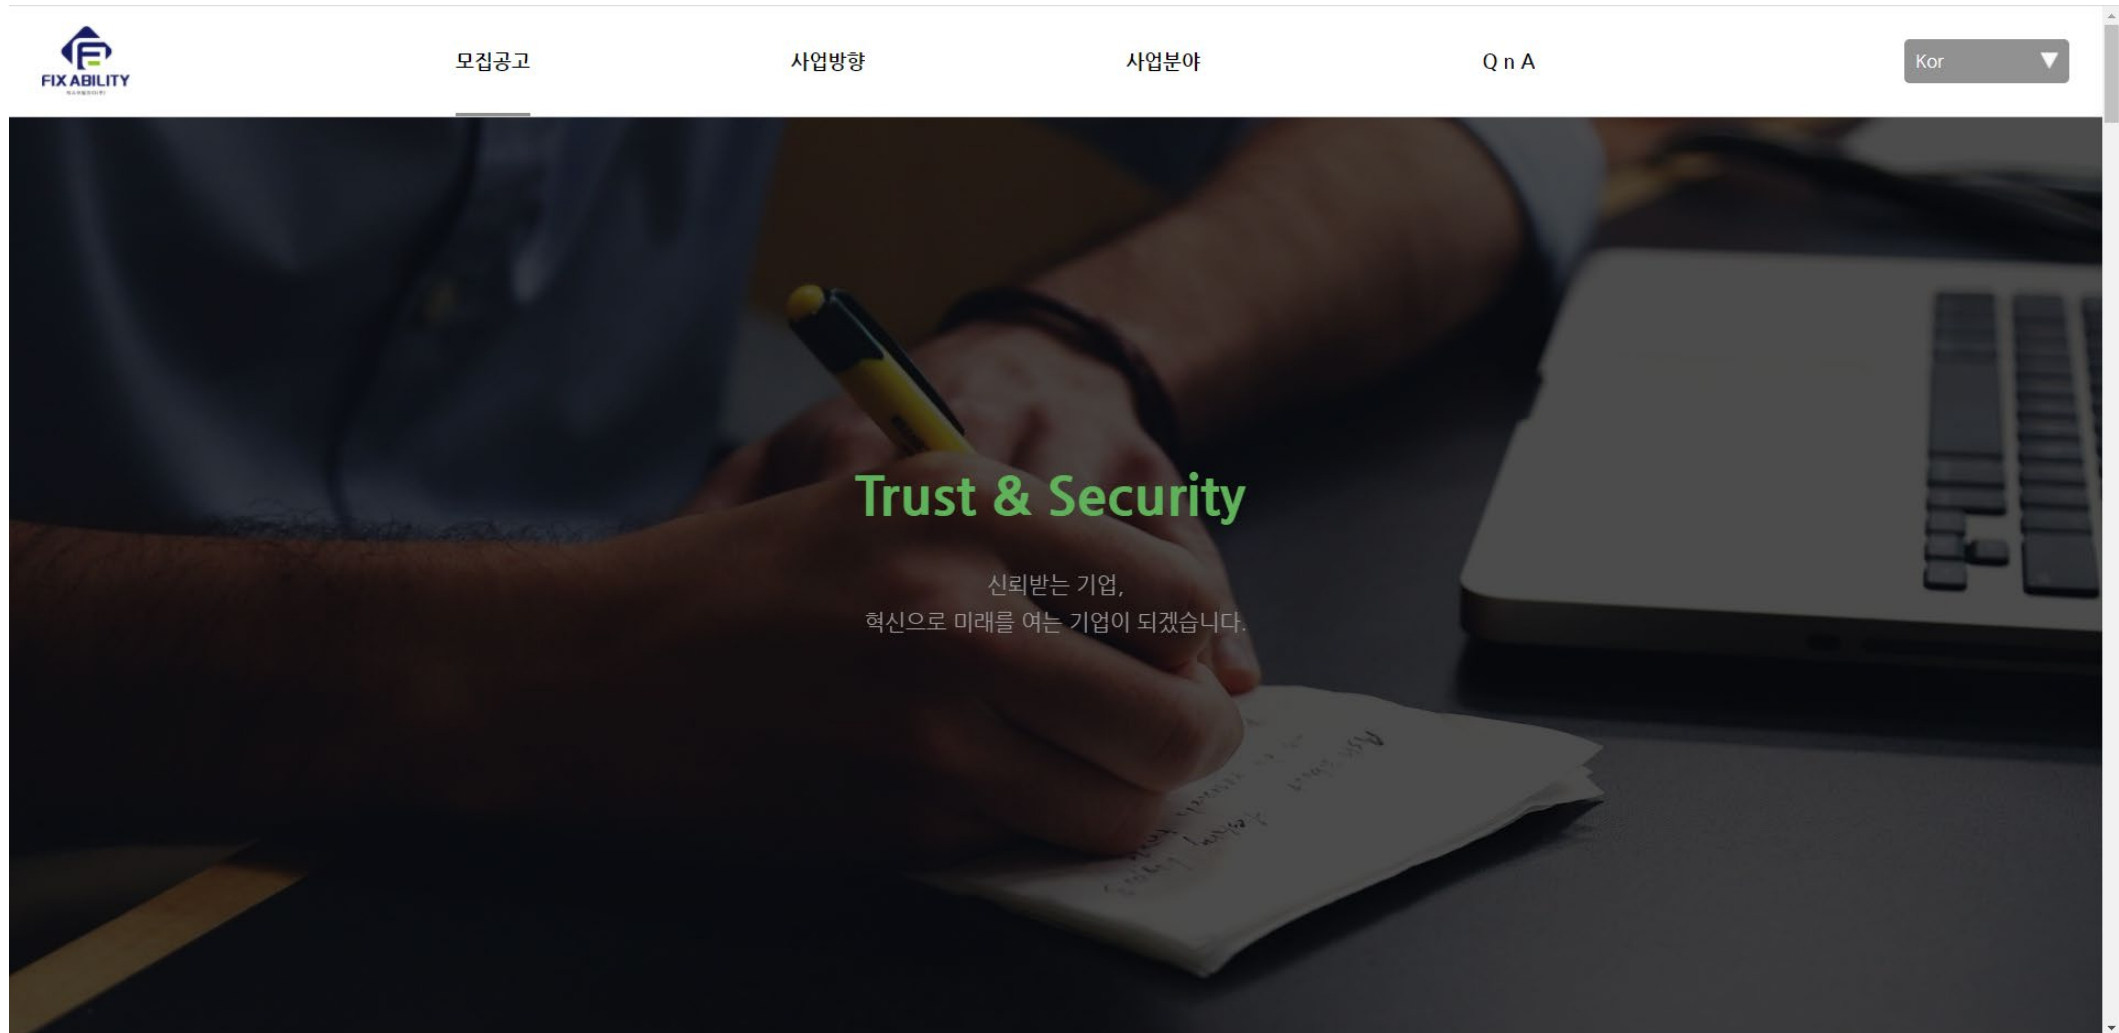 FIX ABILITY
모집공고
사업방향
사업분야
Q n A
Kor
Trust & Security
신뢰받는 기업,
혁신으로 미래를 여는 기업이 되겠습니다.